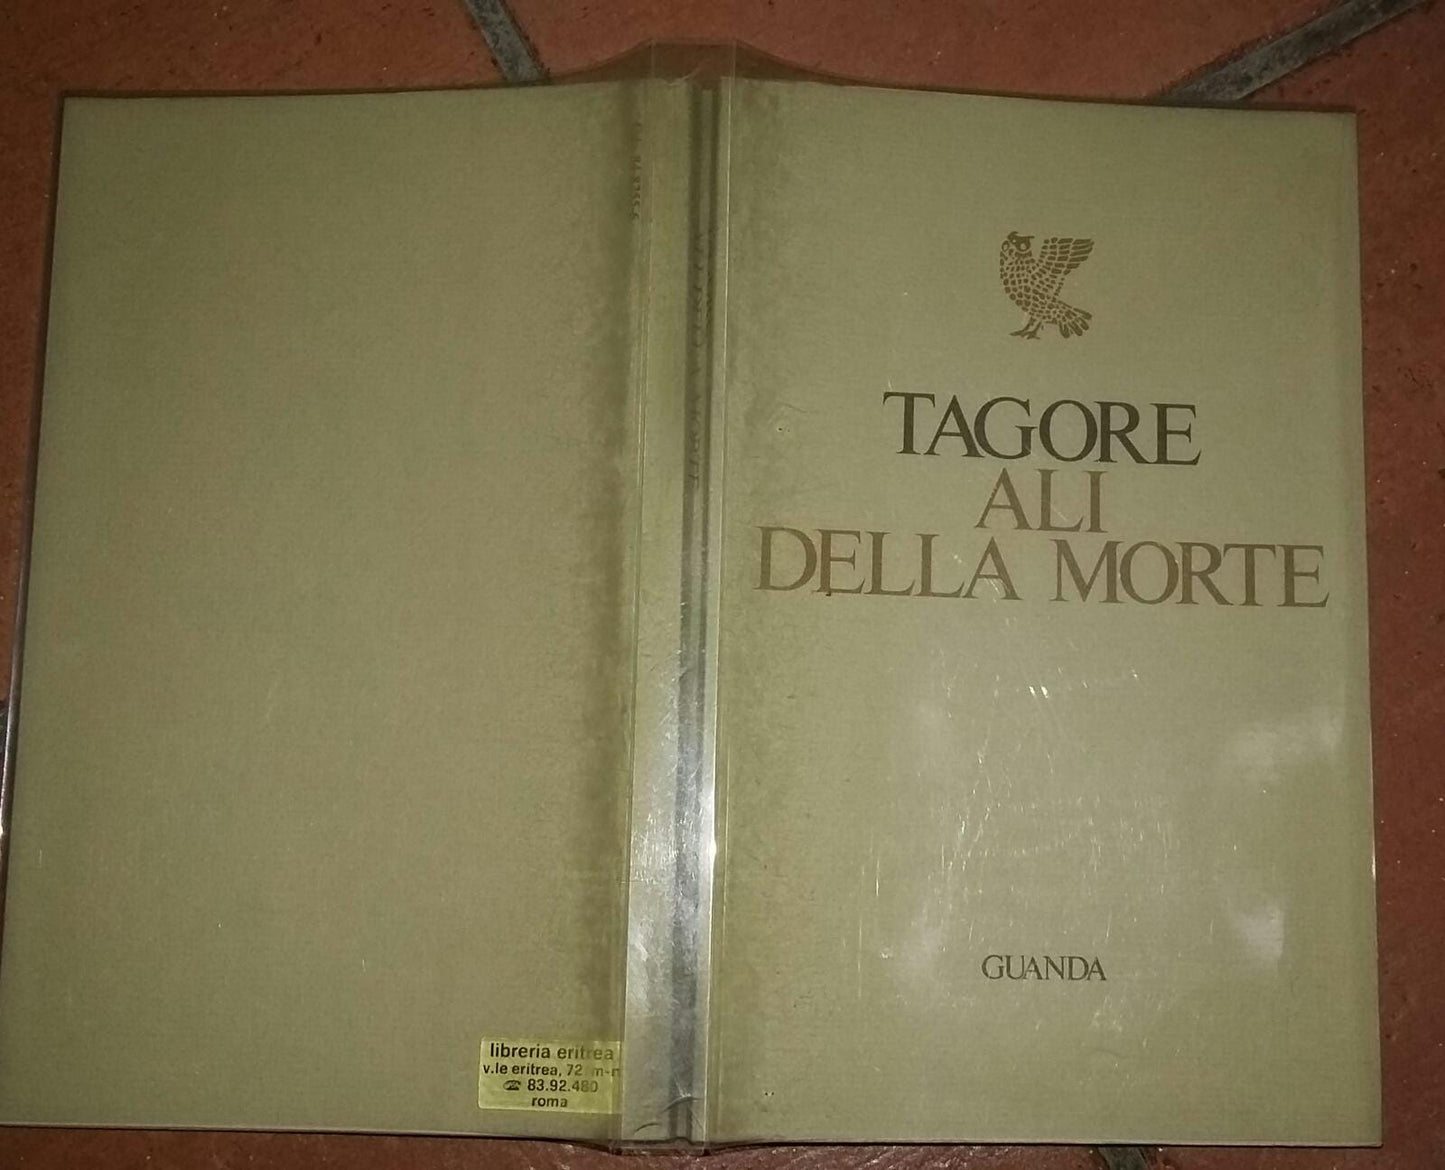 TAGORE
ALI
DELLA MORTE
GUANDA
libreria eritrea
v.le eritrea, 72 m-n
☎ 83.92.480
roma